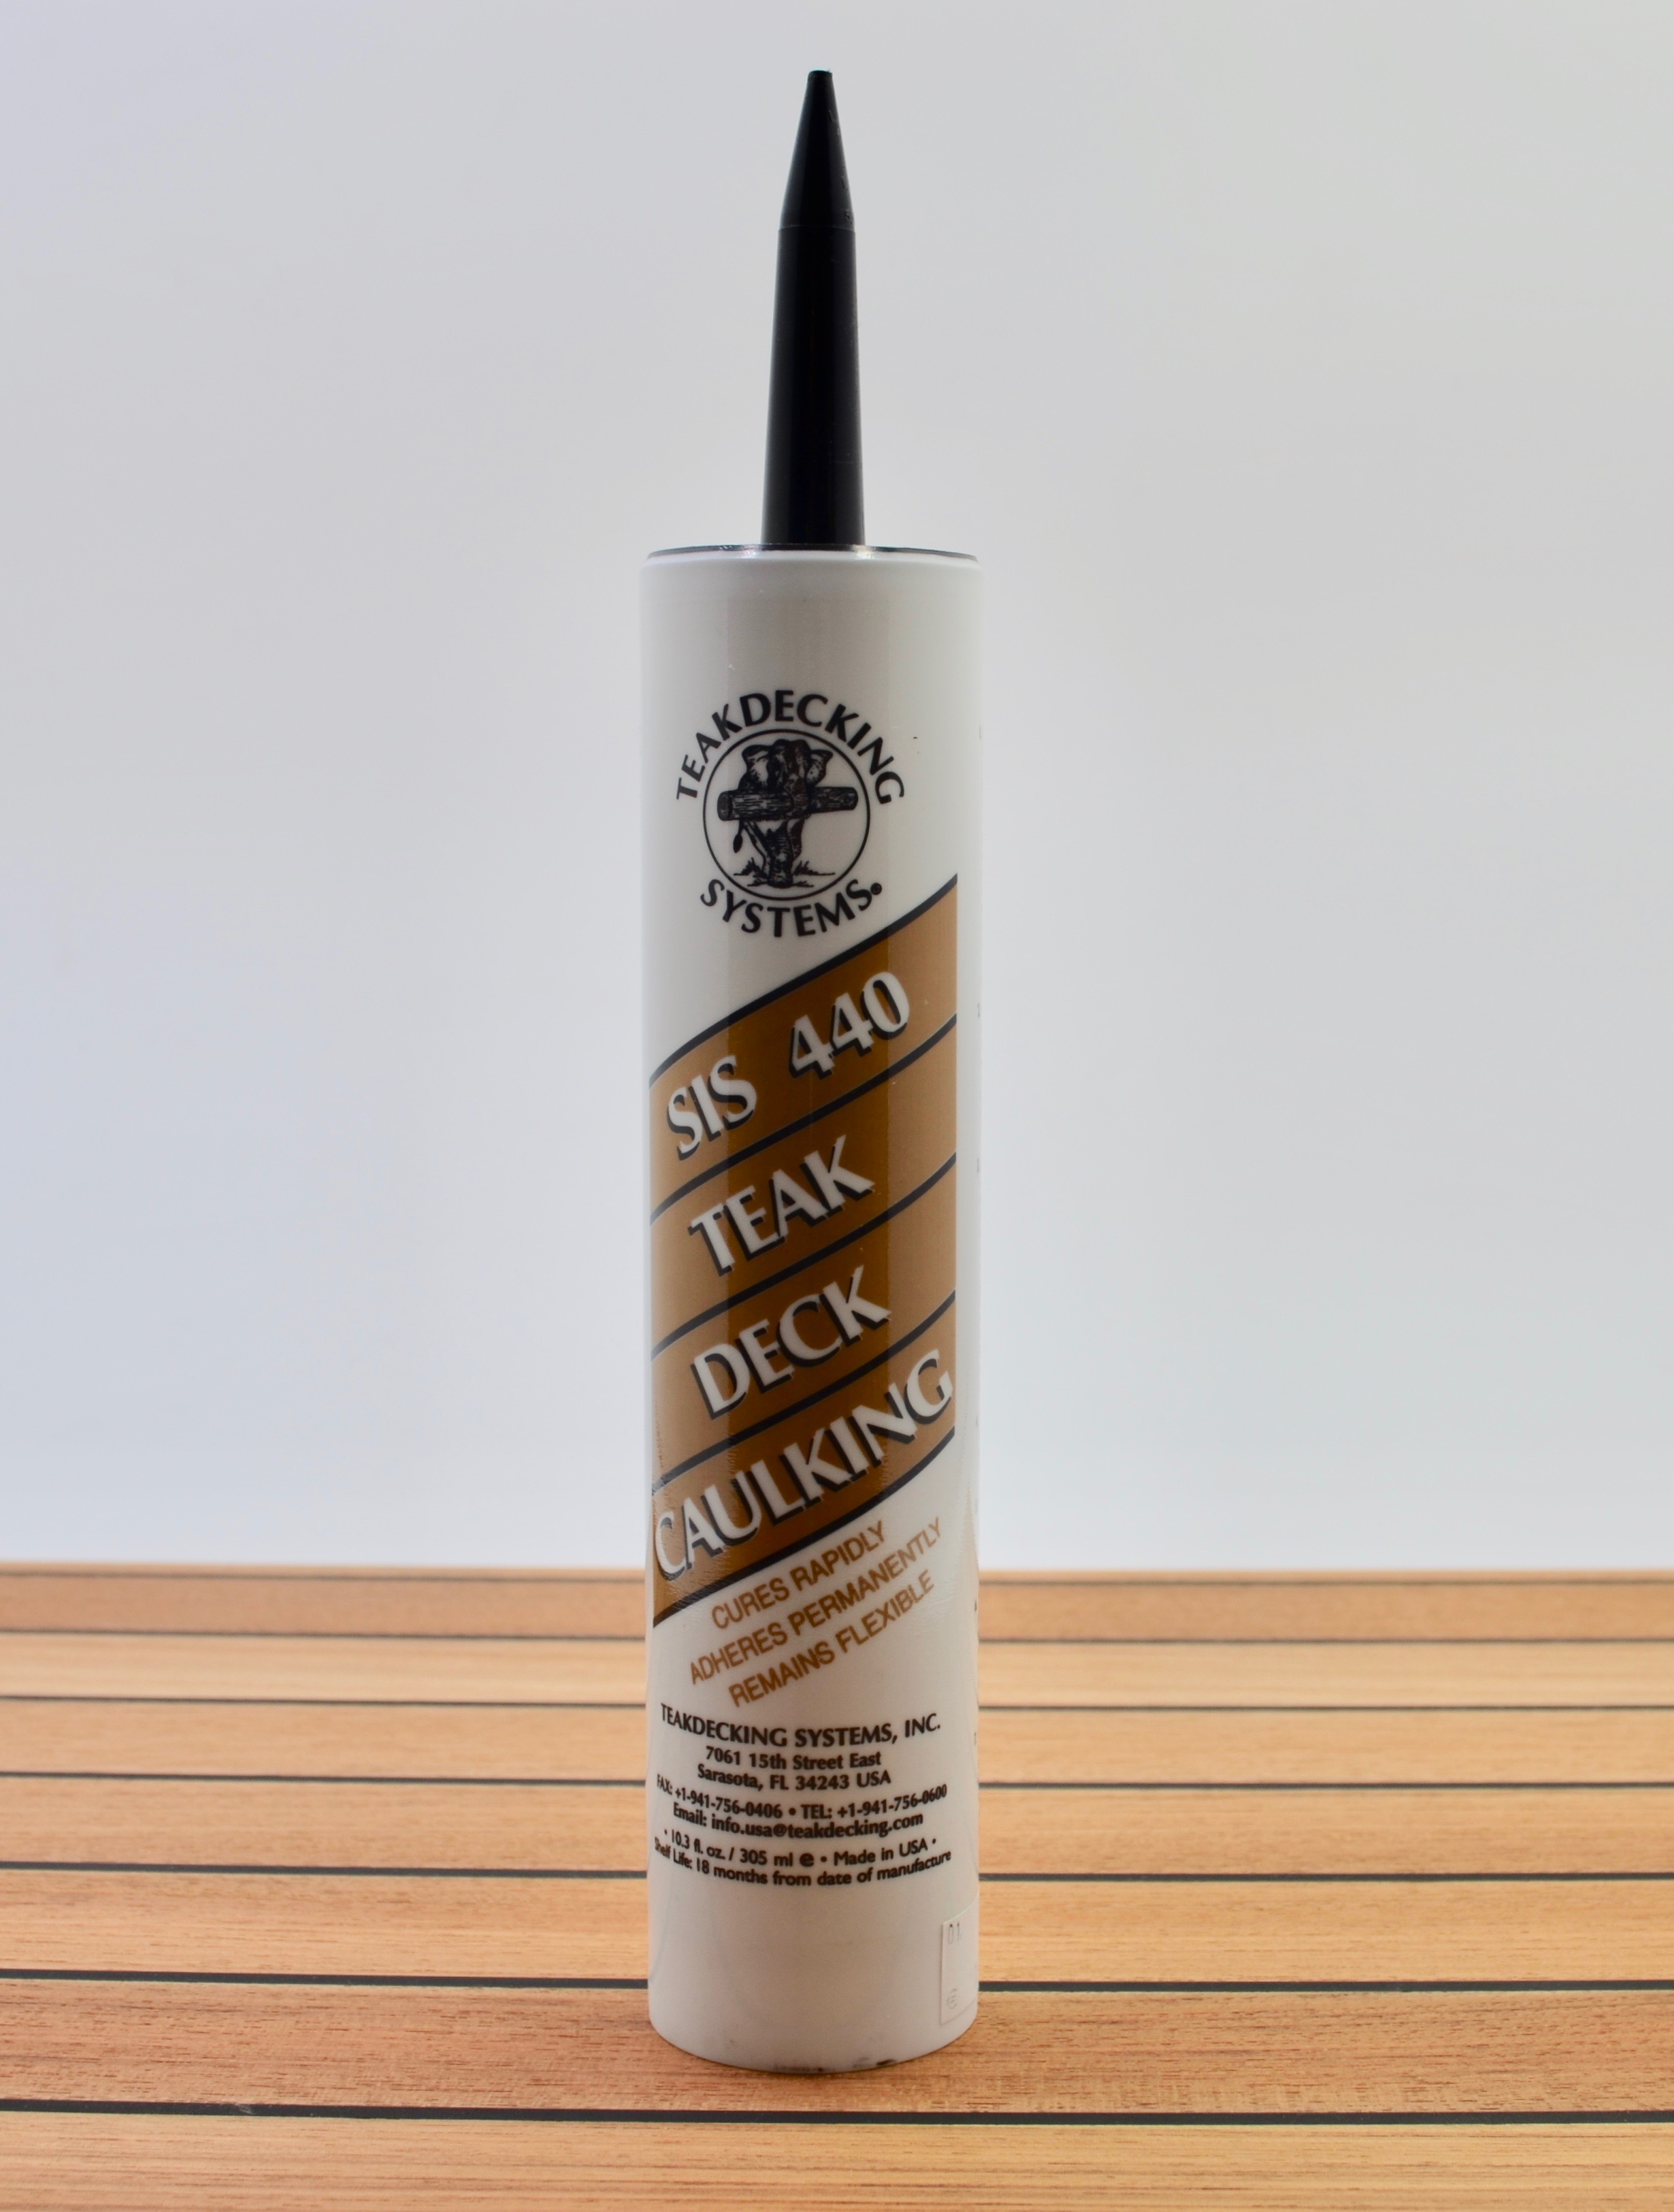 TEAKDECKING
SYSTEMS®
SIS 440
TEAK
DECK
CAULKING
CURES RAPIDLY
ADHERES PERMANENTLY
REMAINS FLEXIBLE
TEAKDECKING SYSTEMS, INC.
7061 15th Street East
Sarasota, FL 34243 USA
FAX: +1-941-756-0406 • TEL: +1-941-756-0600
Email: info.usa@teakdecking.com
• 10.3 fl. oz. / 305 ml ℮ • Made in USA •
Shelf Life: 18 months from date of manufacture
01